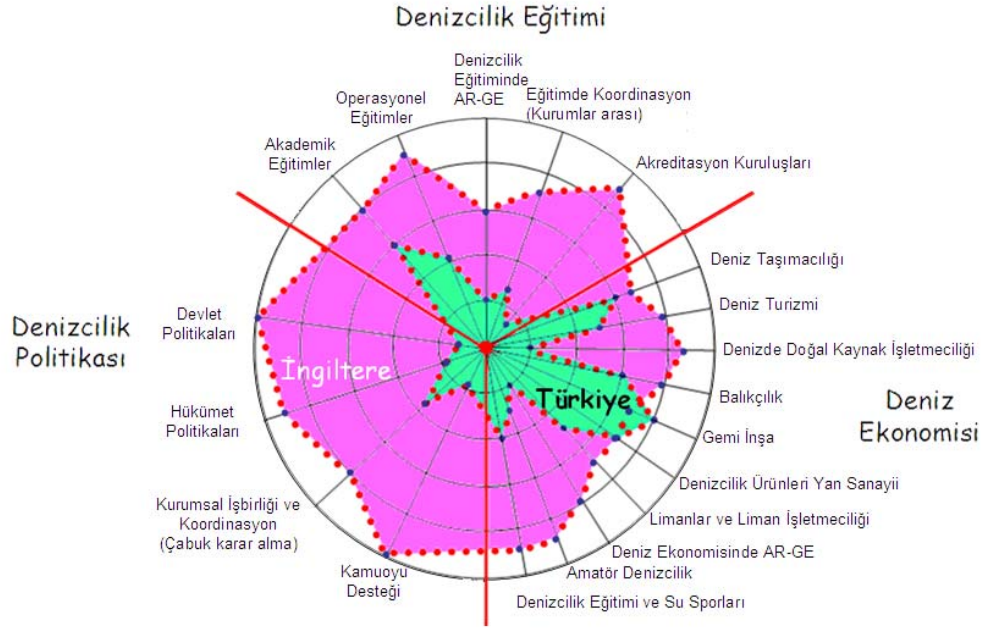 Denizcilik Eğitimi
Denizcilik
Eğitiminde
AR-GE
Eğitimde Koordinasyon
(Kurumlar arası)
Operasyonel
Eğitimler
Akademik
Eğitimler
Akreditasyon Kuruluşları
Deniz Taşımacılığı
Deniz Turizmi
Denizde Doğal Kaynak İşletmeciliği
Balıkçılık
Deniz
Ekonomisi
Gemi İnşa
Denizcilik Ürünleri Yan Sanayii
Limanlar ve Liman İşletmeciliği
Deniz Ekonomisinde AR-GE
Amatör Denizcilik
Denizcilik Eğitimi ve Su Sporları
Denizcilik
Politikası
Devlet
Politikaları
Hükümet
Politikaları
Kurumsal İşbirliği ve
Koordinasyon
(Çabuk karar alma)
Kamuoyu
Desteği
İngiltere
Türkiye